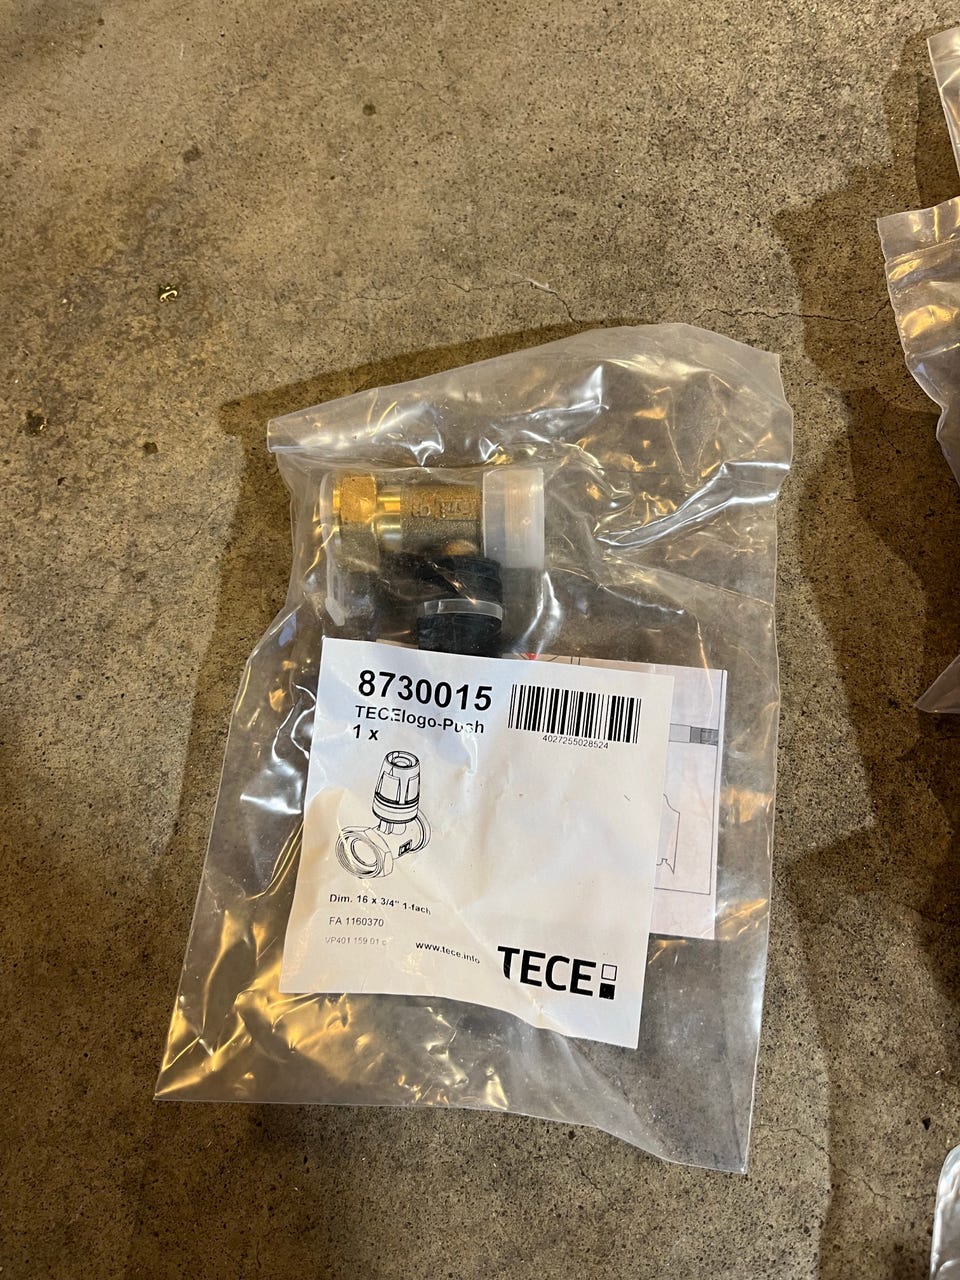 8730015
TECElogo-Push
1 x
4027255028524
Dim. 16 x 3/4" 1-fach
FA 1160370
VP401 159 01
www.tece.info
TECE